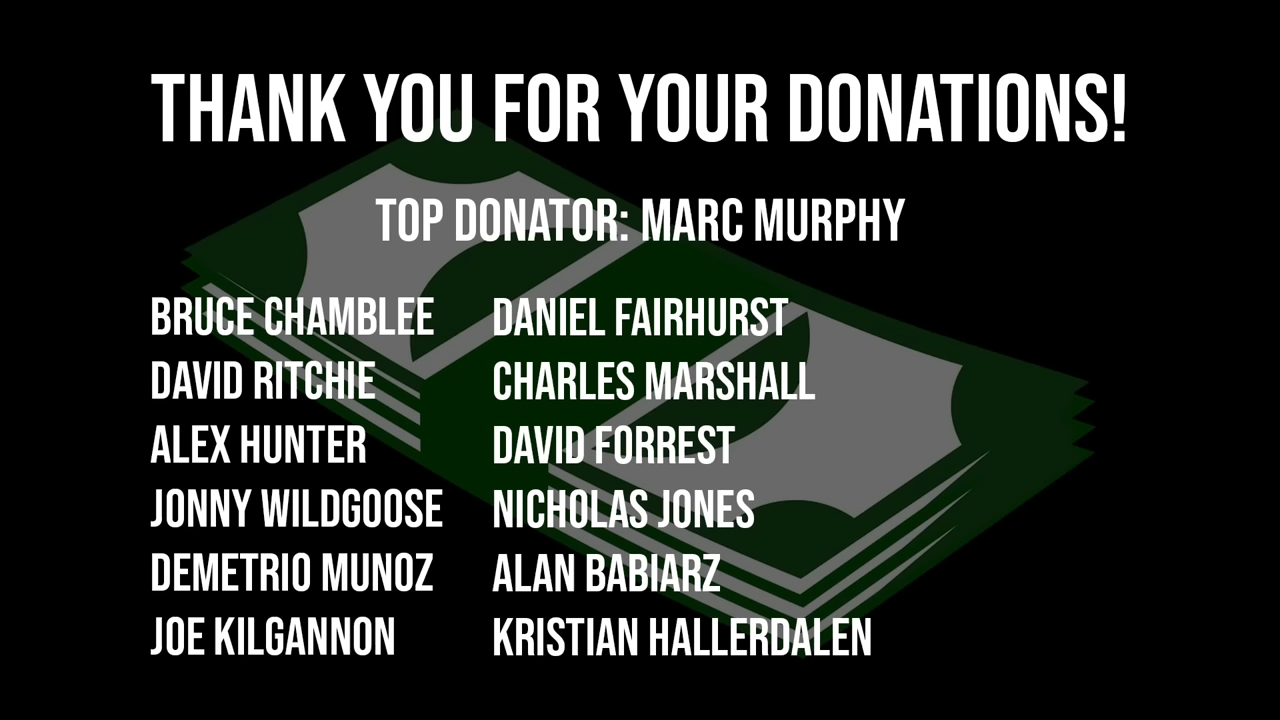 THANK YOU FOR YOUR DONATIONS!
TOP DONATOR: MARC MURPHY
BRUCE CHAMBLEE
DAVID RITCHIE
ALEX HUNTER
JONNY WILDGOOSE
DEMETRIO MUNOZ
JOE KILGANNON
DANIEL FAIRHURST
CHARLES MARSHALL
DAVID FORREST
NICHOLAS JONES
ALAN BABIARZ
KRISTIAN HALLERDALEN